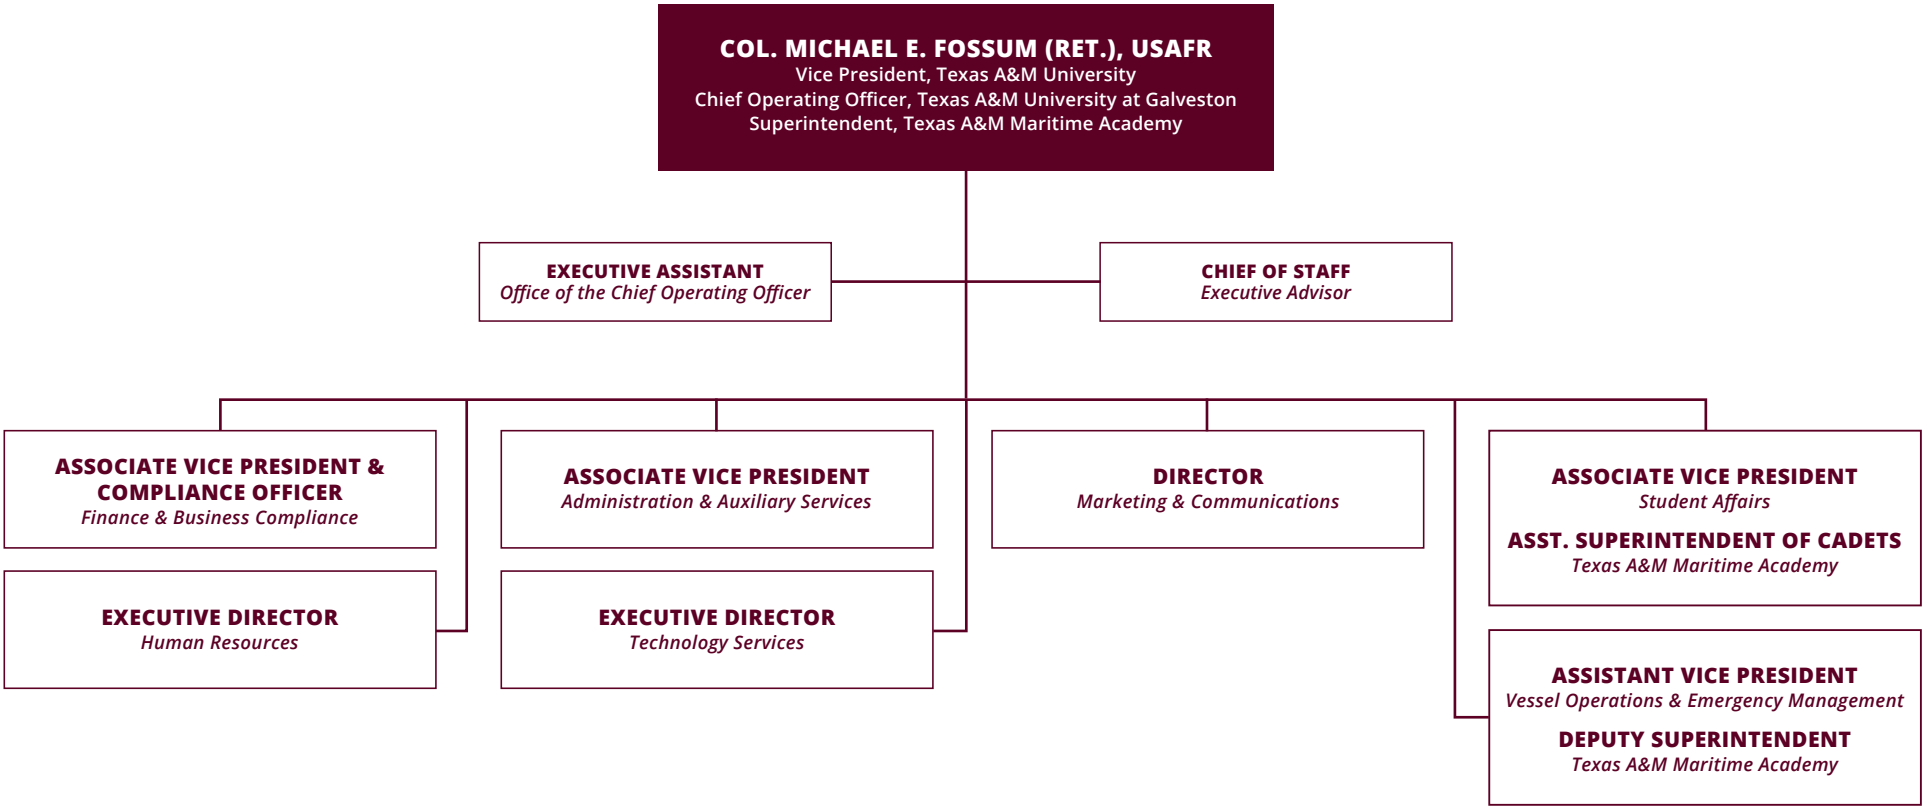 COL. MICHAEL E. FOSSUM (RET.), USAFR
Vice President, Texas A&M University
Chief Operating Officer, Texas A&M University at Galveston
Superintendent, Texas A&M Maritime Academy
EXECUTIVE ASSISTANT
Office of the Chief Operating Officer
CHIEF OF STAFF
Executive Advisor
ASSOCIATE VICE PRESIDENT &
COMPLIANCE OFFICER
Finance & Business Compliance
ASSOCIATE VICE PRESIDENT
Administration & Auxiliary Services
DIRECTOR
Marketing & Communications
ASSOCIATE VICE PRESIDENT
Student Affairs
ASST. SUPERINTENDENT OF CADETS
Texas A&M Maritime Academy
EXECUTIVE DIRECTOR
Human Resources
EXECUTIVE DIRECTOR
Technology Services
ASSISTANT VICE PRESIDENT
Vessel Operations & Emergency Management
DEPUTY SUPERINTENDENT
Texas A&M Maritime Academy